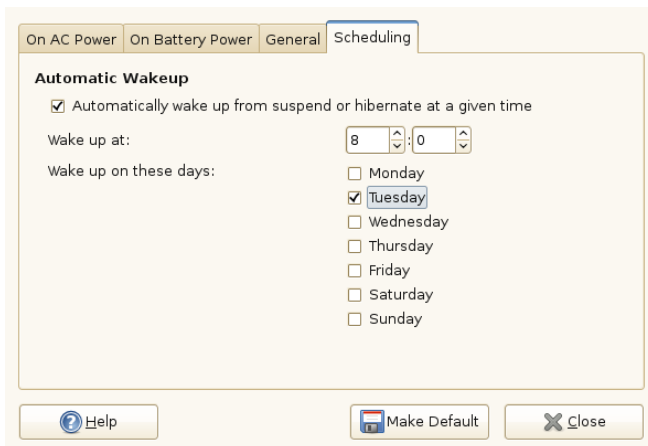 On AC Power On Battery Power General Scheduling
Automatic Wakeup
Automatically wake up from suspend or hibernate at a given time
Wake up at: 8 : 0
Wake up on these days: Monday
Tuesday
Wednesday
Thursday
Friday
Saturday
Sunday
Help Make Default Close